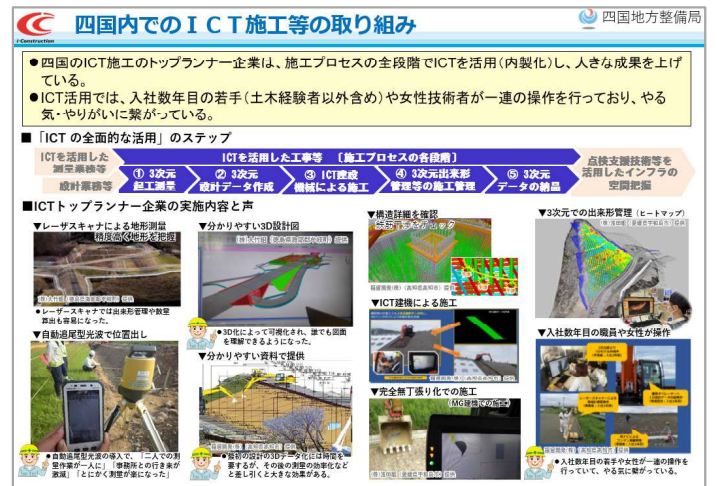 i-Construction
四国内でのＩＣＴ施工等の取り組み
四国地方整備局
●四国のICT施工のトップランナー企業は、施工プロセスの全段階でICTを活用（内製化）し、大きな成果を上げ
ている。
●ICT活用では、入社数年目の若手（土木経験者以外含め）や女性技術者が一連の操作を行っており、やる
気・やりがいに繋がっている。
■「ICT の全面的な活用」のステップ
ICTを活用した
測量業務等
設計業務等
ICTを活用した工事等 〔施工プロセスの各段階〕
① 3次元
起工測量
② 3次元
設計データ作成
③ ICT建設
機械による施工
④ 3次元出来形
管理等の施工管理
⑤ 3次元
データの納品
点検支援技術等を
活用したインフラの
空間把握
■ICTトップランナー企業の実施内容と声
▼レーザースキャナによる地形測量
精度高く地形を把握
●レーザースキャナでは出来形管理や数量
算出も容易になった。
▼自動追尾型光波で位置出し
●自動追尾型光波の導入で、「二人での測
量作業が一人に」「事務所との行き来が
激減」「とにかく測量が楽になった」
▼分かりやすい3D設計図
●3D化によって可視化され、誰でも図面
を理解できるようになった。
▼分かりやすい資料で提供
●最初の設計の3Dデータ化には時間を
要するが、その後の測量の効率化など
と差し引くと大きな効果がある。
▼構造詳細を確認
▼ICT建機による施工
▼完全無丁張り化での施工
（MG建機での施工）
▼3次元での出来形管理（ヒートマップ）
▼入社数年目の職員や女性が操作
●入社数年目の若手や女性が一連の操作を
行っていて、やる気に繋がっている。